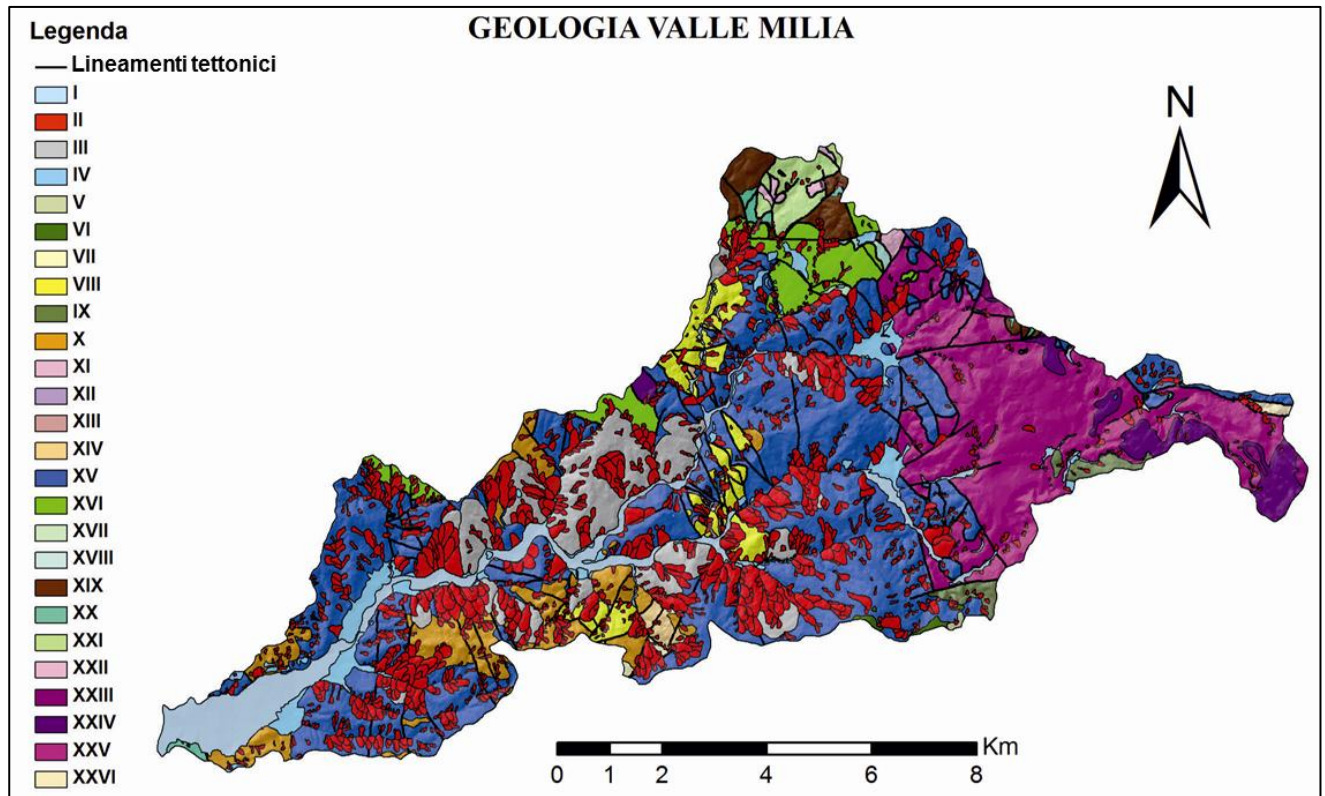 GEOLOGIA VALLE MILIA
Legenda
Lineamenti tettonici
I
II
III
IV
V
VI
VII
VIII
IX
X
XI
XII
XIII
XIV
XV
XVI
XVII
XVIII
XIX
XX
XXI
XXII
XXIII
XXIV
XXV
XXVI
N
Km
0 1 2 4 6 8